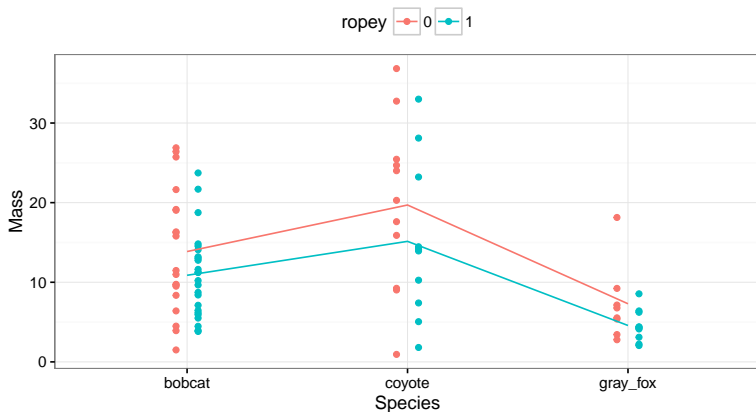 ropey 0 1
Mass
30
20
10
0
bobcat coyote gray_fox
Species